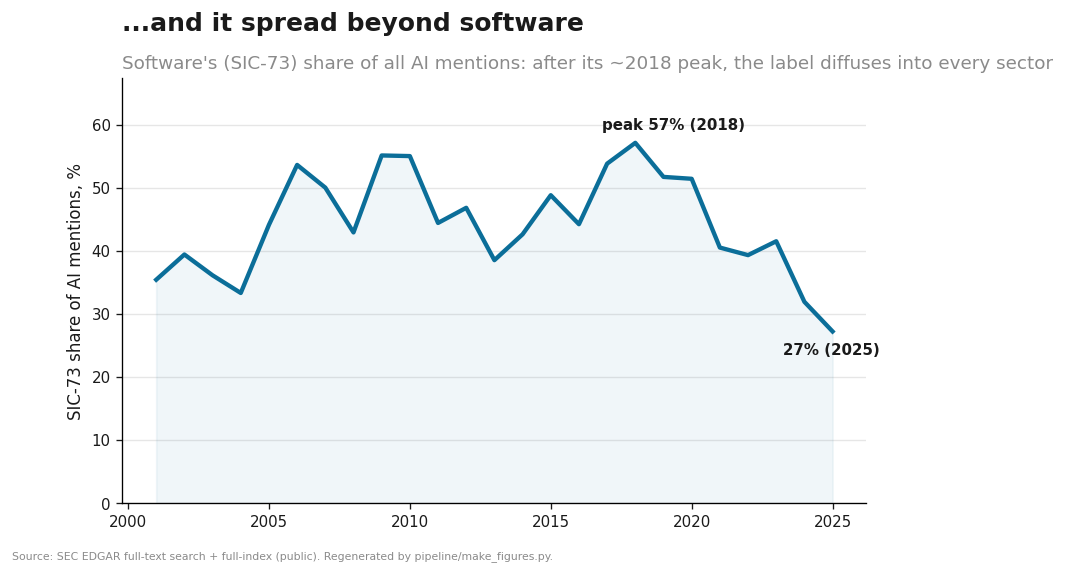 ...and it spread beyond software
Software's (SIC-73) share of all AI mentions: after its ~2018 peak, the label diffuses into every sector
SIC-73 share of AI mentions, %
60
50
40
30
20
10
0
peak 57% (2018)
27% (2025)
2000
2005
2010
2015
2020
2025
Source: SEC EDGAR full-text search + full-index (public). Regenerated by pipeline/make_figures.py.